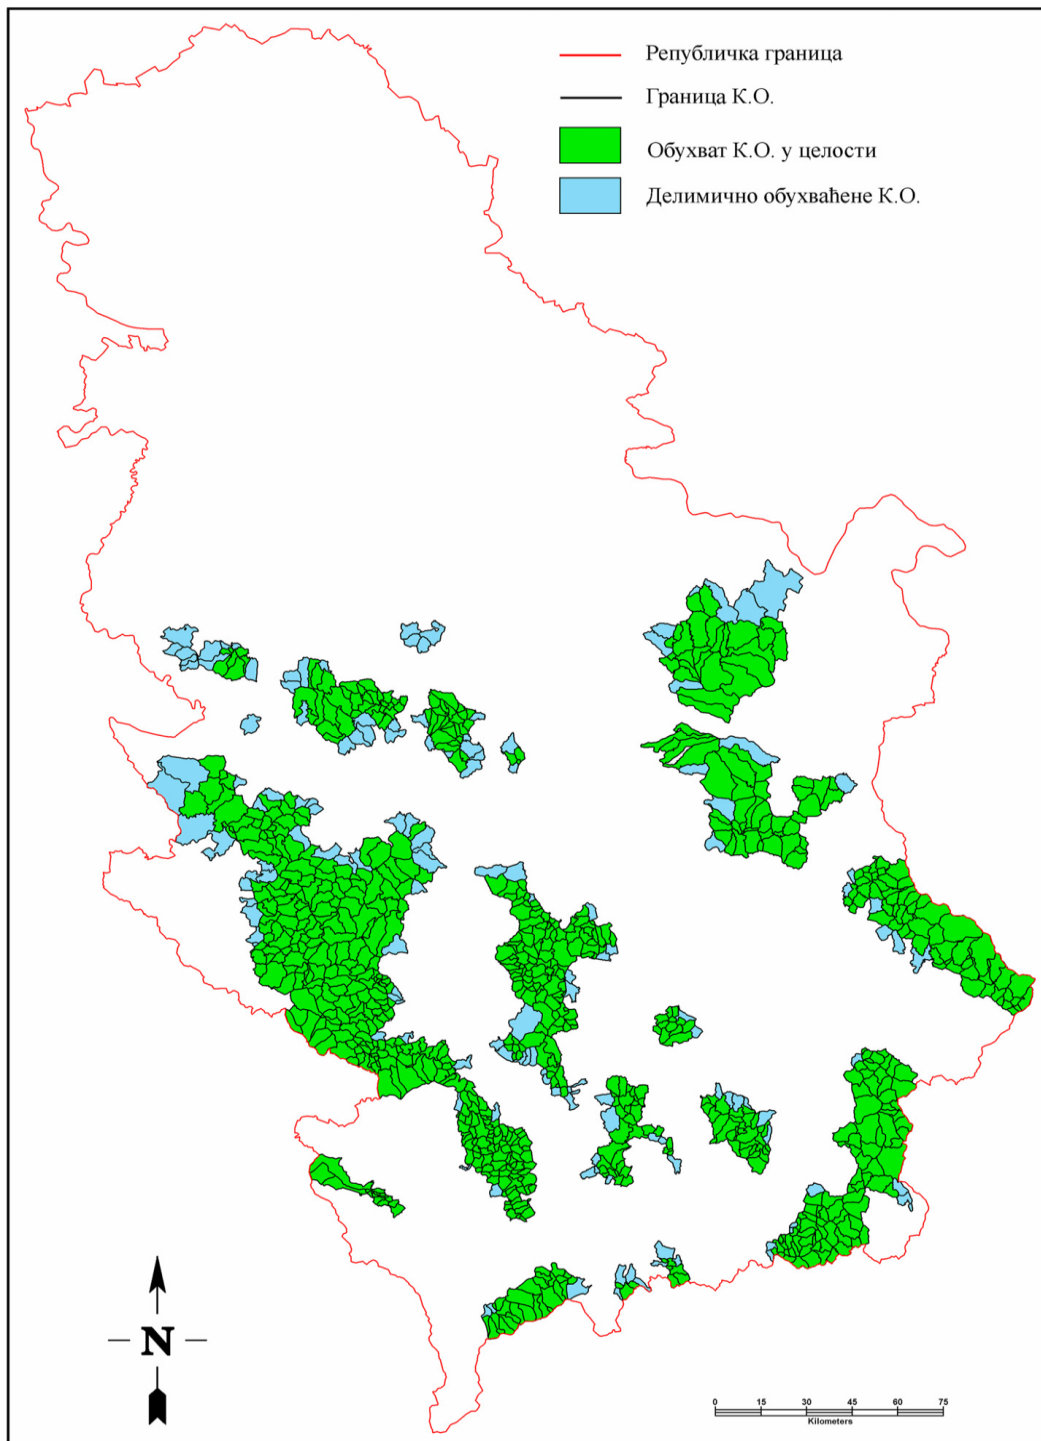 Републичка граница
Граница К.О.
Обухват К.О. у целости
Делимично обухваћене К.О.
N
0 15 30 45 60 75
Kilometers